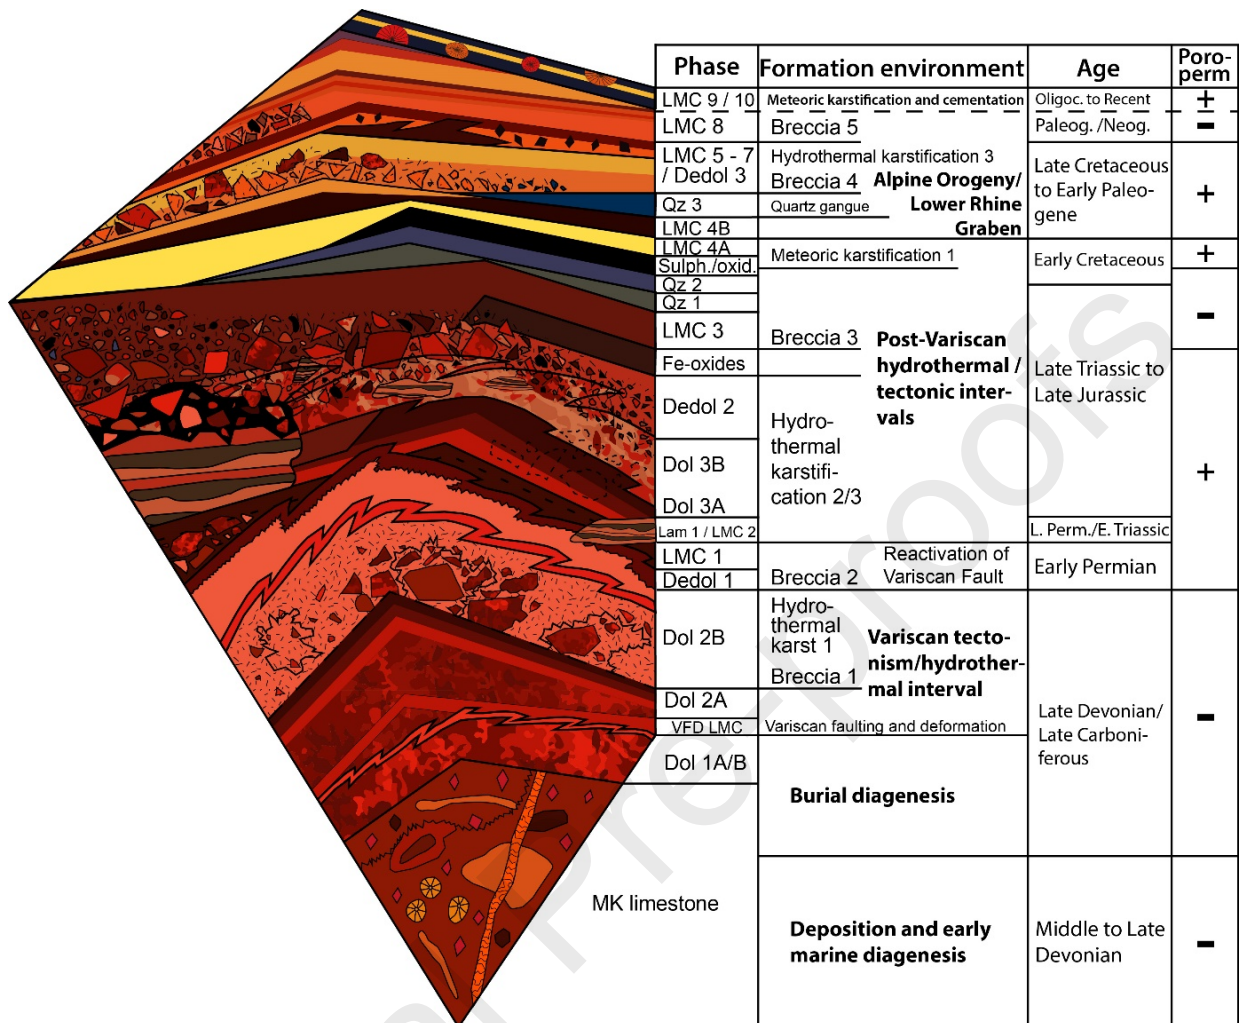 Phase
Formation environment
Age
Poro-
perm
LMC 9 / 10
Meteoric karstification and cementation
Oligoc. to Recent
+
LMC 8
Breccia 5
Paleog. /Neog.
-
LMC 5 - 7
/ Dedol 3
Hydrothermal karstification 3
Breccia 4
Alpine Orogeny/
Lower Rhine
Graben
Late Cretaceous
to Early Paleo-
gene
+
Qz 3
Quartz gangue
LMC 4B
LMC 4A
Meteoric karstification 1
Early Cretaceous
+
Sulph./oxid.
Qz 2
Qz 1
-
LMC 3
Breccia 3
Post-Variscan
hydrothermal /
tectonic inter-
vals
Late Triassic to
Late Jurassic
Fe-oxides
Dedol 2
Hydro-
thermal
karstifi-
cation 2/3
Dol 3B
+
Dol 3A
Lam 1 / LMC 2
L. Perm./E. Triassic
LMC 1
Reactivation of
Variscan Fault
Early Permian
Dedol 1
Breccia 2
Dol 2B
Hydro-
thermal
karst 1
Breccia 1
Variscan tecto-
nism/hydrother-
mal interval
Dol 2A
Late Devonian/
Late Carboni-
ferous
-
VFD LMC
Variscan faulting and deformation
Dol 1A/B
Burial diagenesis
MK limestone
Deposition and early
marine diagenesis
Middle to Late
Devonian
-
Pre-proofs